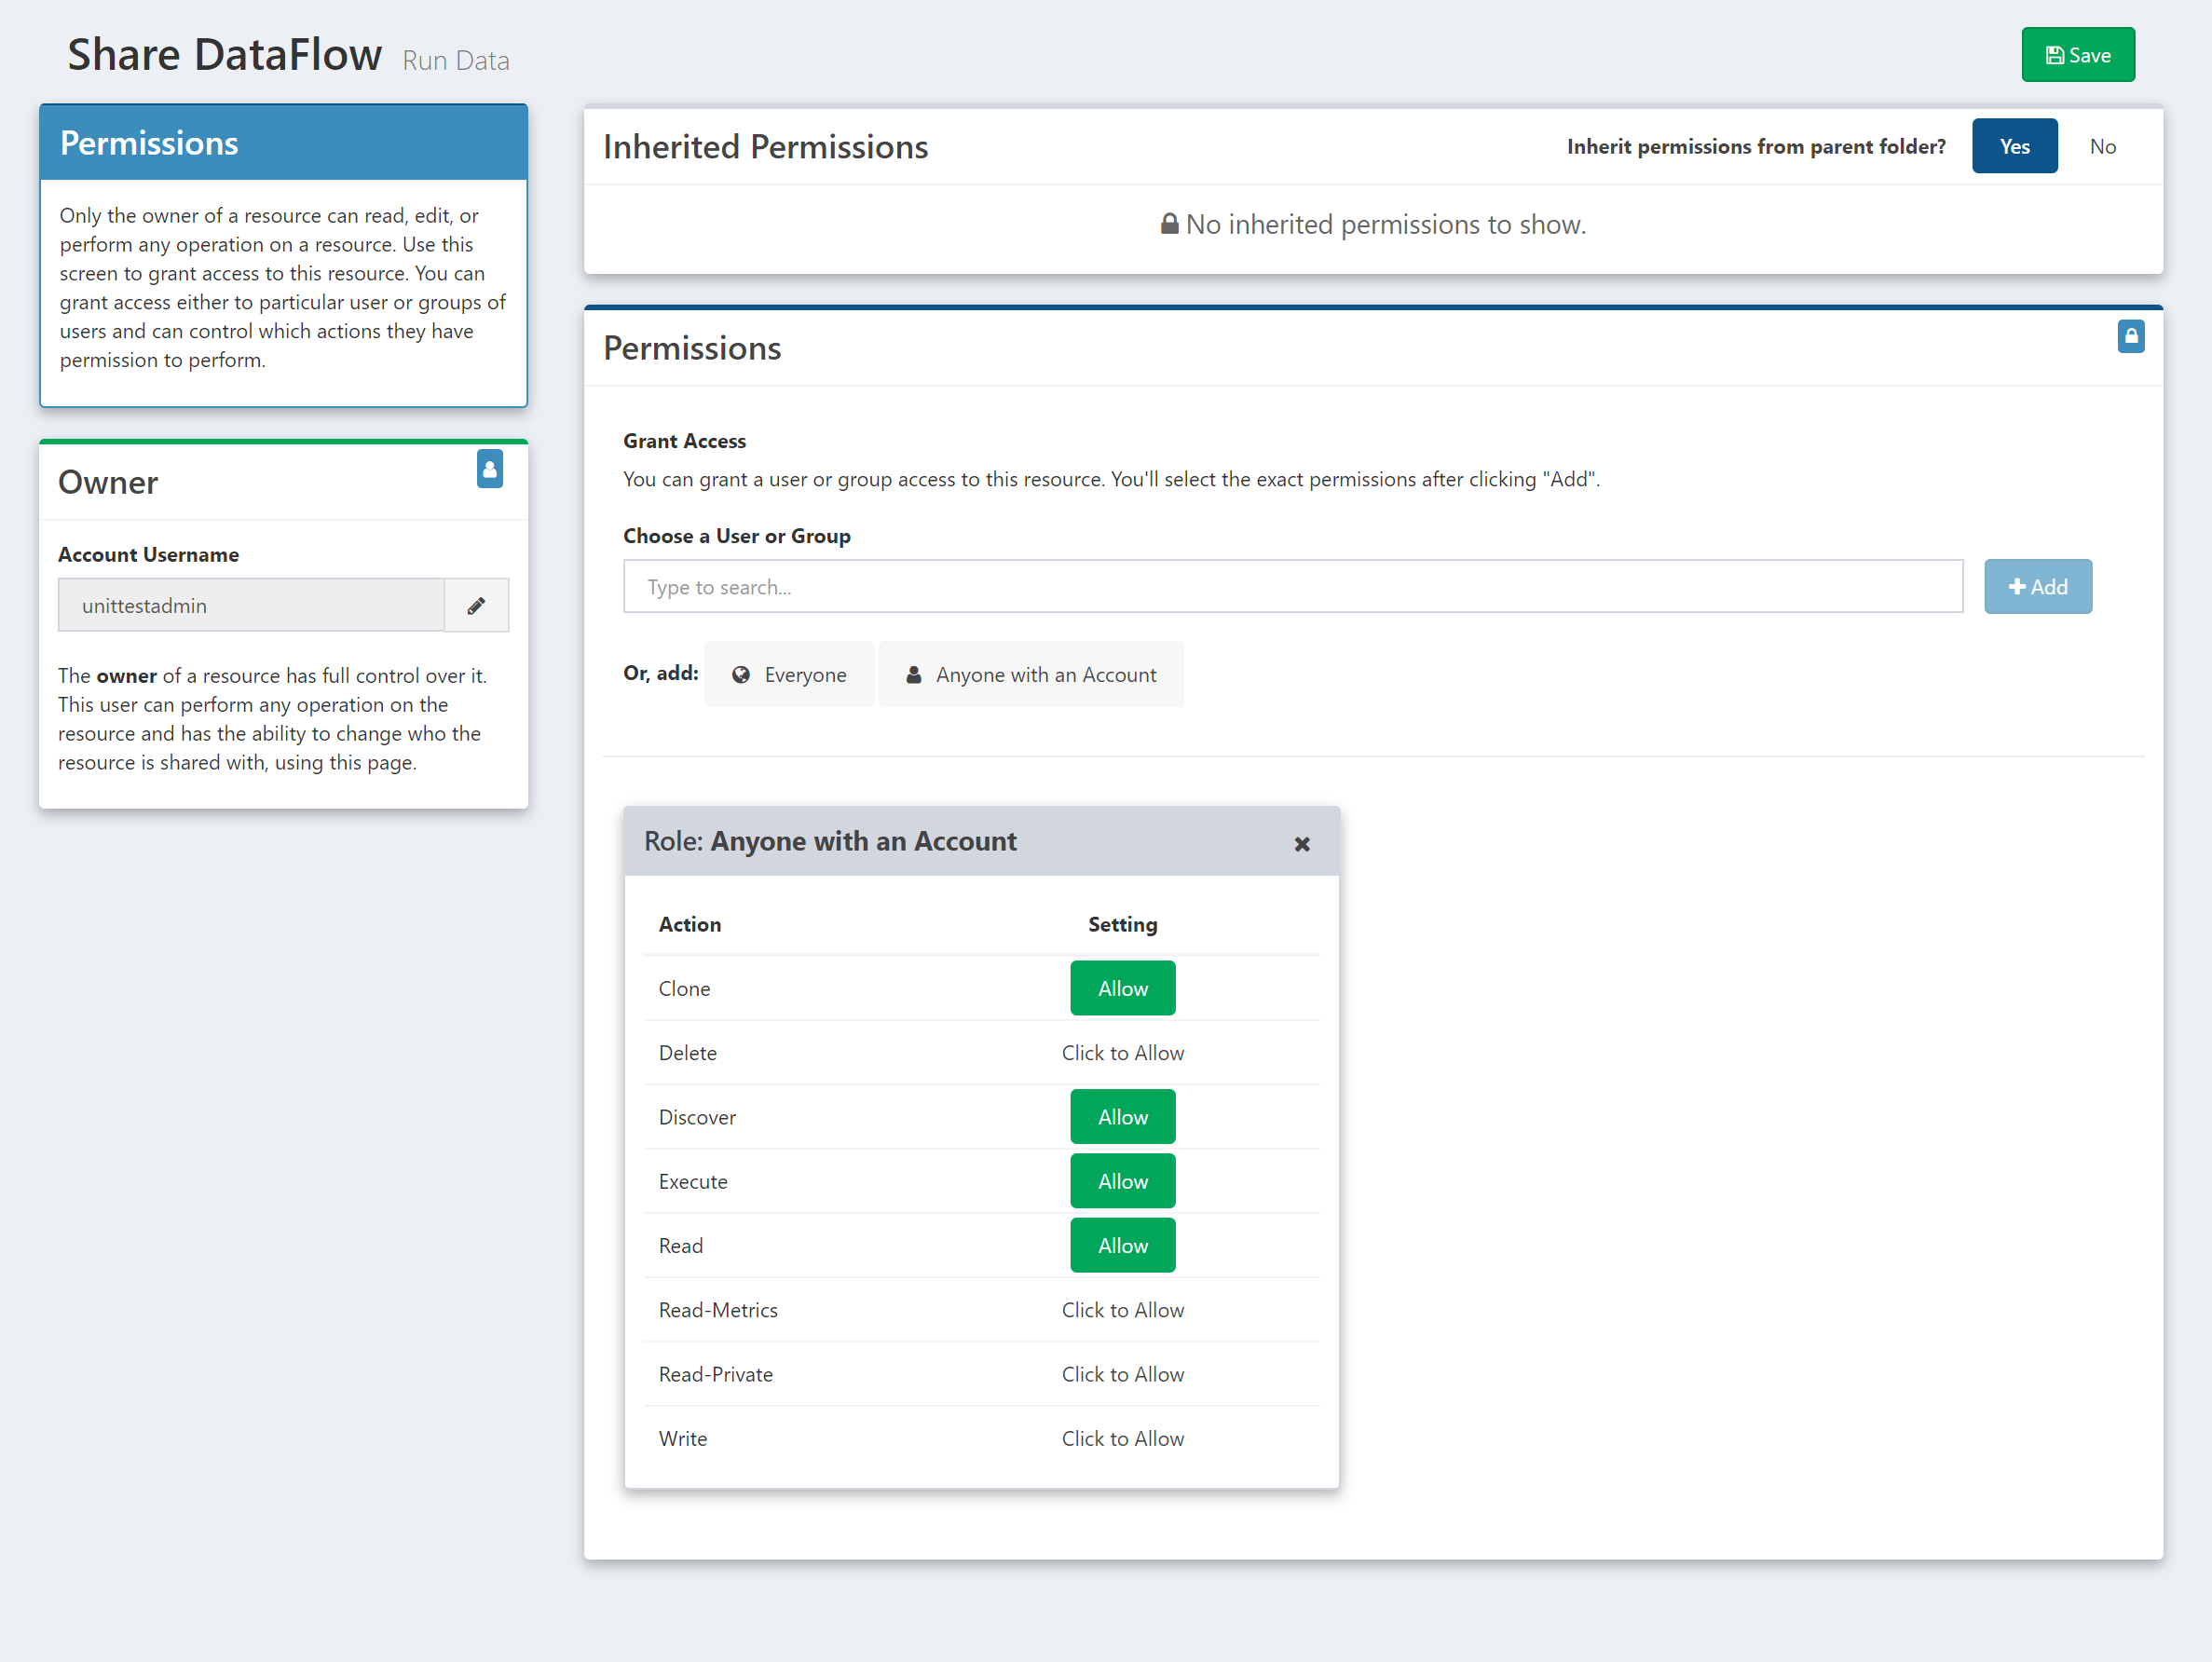 Share DataFlow Run Data
Save
Permissions
Only the owner of a resource can read, edit, or
perform any operation on a resource. Use this
screen to grant access to this resource. You can
grant access either to particular user or groups of
users and can control which actions they have
permission to perform.
Owner
Account Username
unittestadmin
The owner of a resource has full control over it.
This user can perform any operation on the
resource and has the ability to change who the
resource is shared with, using this page.
Inherited Permissions
Inherit permissions from parent folder? Yes No
No inherited permissions to show.
Permissions
Grant Access
You can grant a user or group access to this resource. You'll select the exact permissions after clicking "Add".
Choose a User or Group
Type to search...
Add
Or, add: Everyone Anyone with an Account
Role: Anyone with an Account
Action Setting
Clone Allow
Delete Click to Allow
Discover Allow
Execute Allow
Read Allow
Read-Metrics Click to Allow
Read-Private Click to Allow
Write Click to Allow